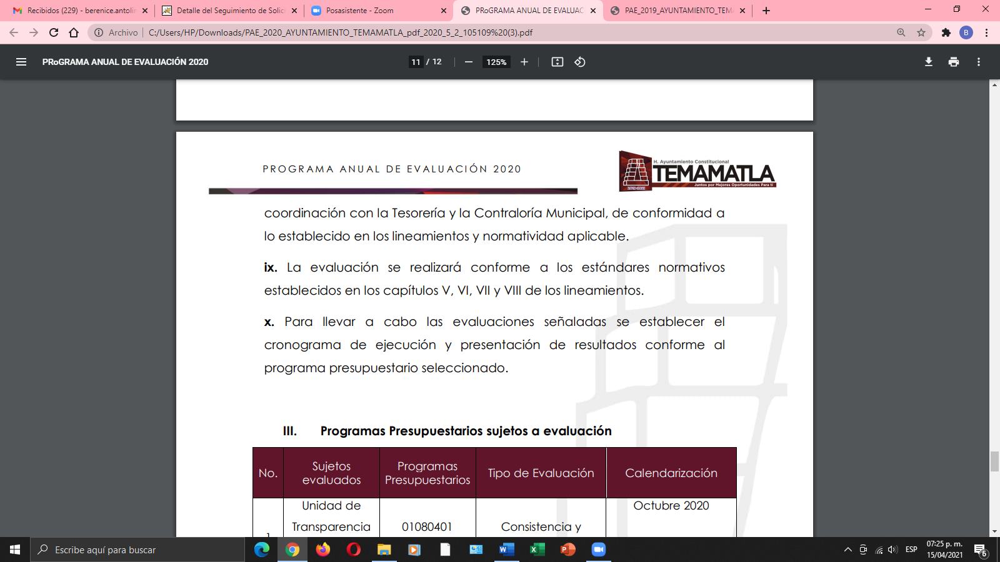 Recibidos (229) - berenice.antolin
Detalle del Seguimiento de Solici
Posasistente - Zoom
PRoGRAMA ANUAL DE EVALUAC
PAE_2019_AYUNTAMIENTO_TEM
Archivo
C:/Users/HP/Downloads/PAE_2020_AYUNTAMIENTO_TEMAMATLA_pdf_2020_5_2_105109%20(3).pdf
B
PRoGRAMA ANUAL DE EVALUACIÓN 2020
11 / 12
125%
PROGRAMA ANUAL DE EVALUACIÓN 2020
H. Ayuntamiento Constitucional
TEMAMATLA
2019-2021
Juntos por Mejores Oportunidades Para ti
coordinación con la Tesorería y la Contraloría Municipal, de conformidad a
lo establecido en los lineamientos y normatividad aplicable.
ix. La evaluación se realizará conforme a los estándares normativos
establecidos en los capítulos V, VI, VII y VIII de los lineamientos.
x. Para llevar a cabo las evaluaciones señaladas se establecer el
cronograma de ejecución y presentación de resultados conforme al
programa presupuestario seleccionado.
III. Programas Presupuestarios sujetos a evaluación
No.
Sujetos
evaluados
Programas
Presupuestarios
Tipo de Evaluación
Calendarización
1
Unidad de
Transparencia
01080401
Consistencia y
Octubre 2020
Escribe aquí para buscar
ESP
07:25 p. m.
15/04/2021
6